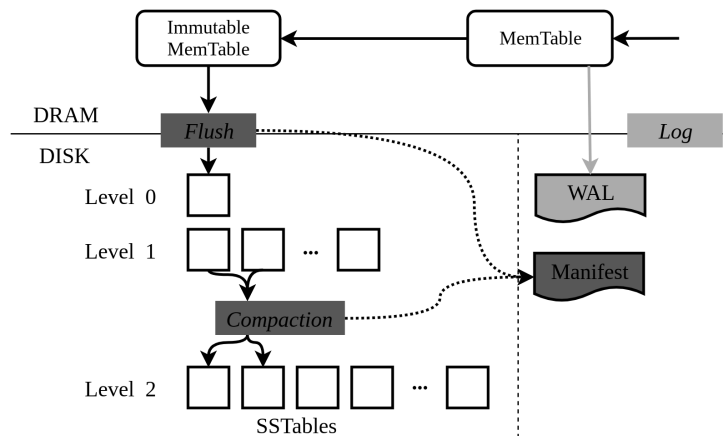 Immutable
MemTable
MemTable
DRAM
Flush
Log
DISK
WAL
Level 0
Level 1
...
Manifest
Compaction
Level 2
...
SSTables